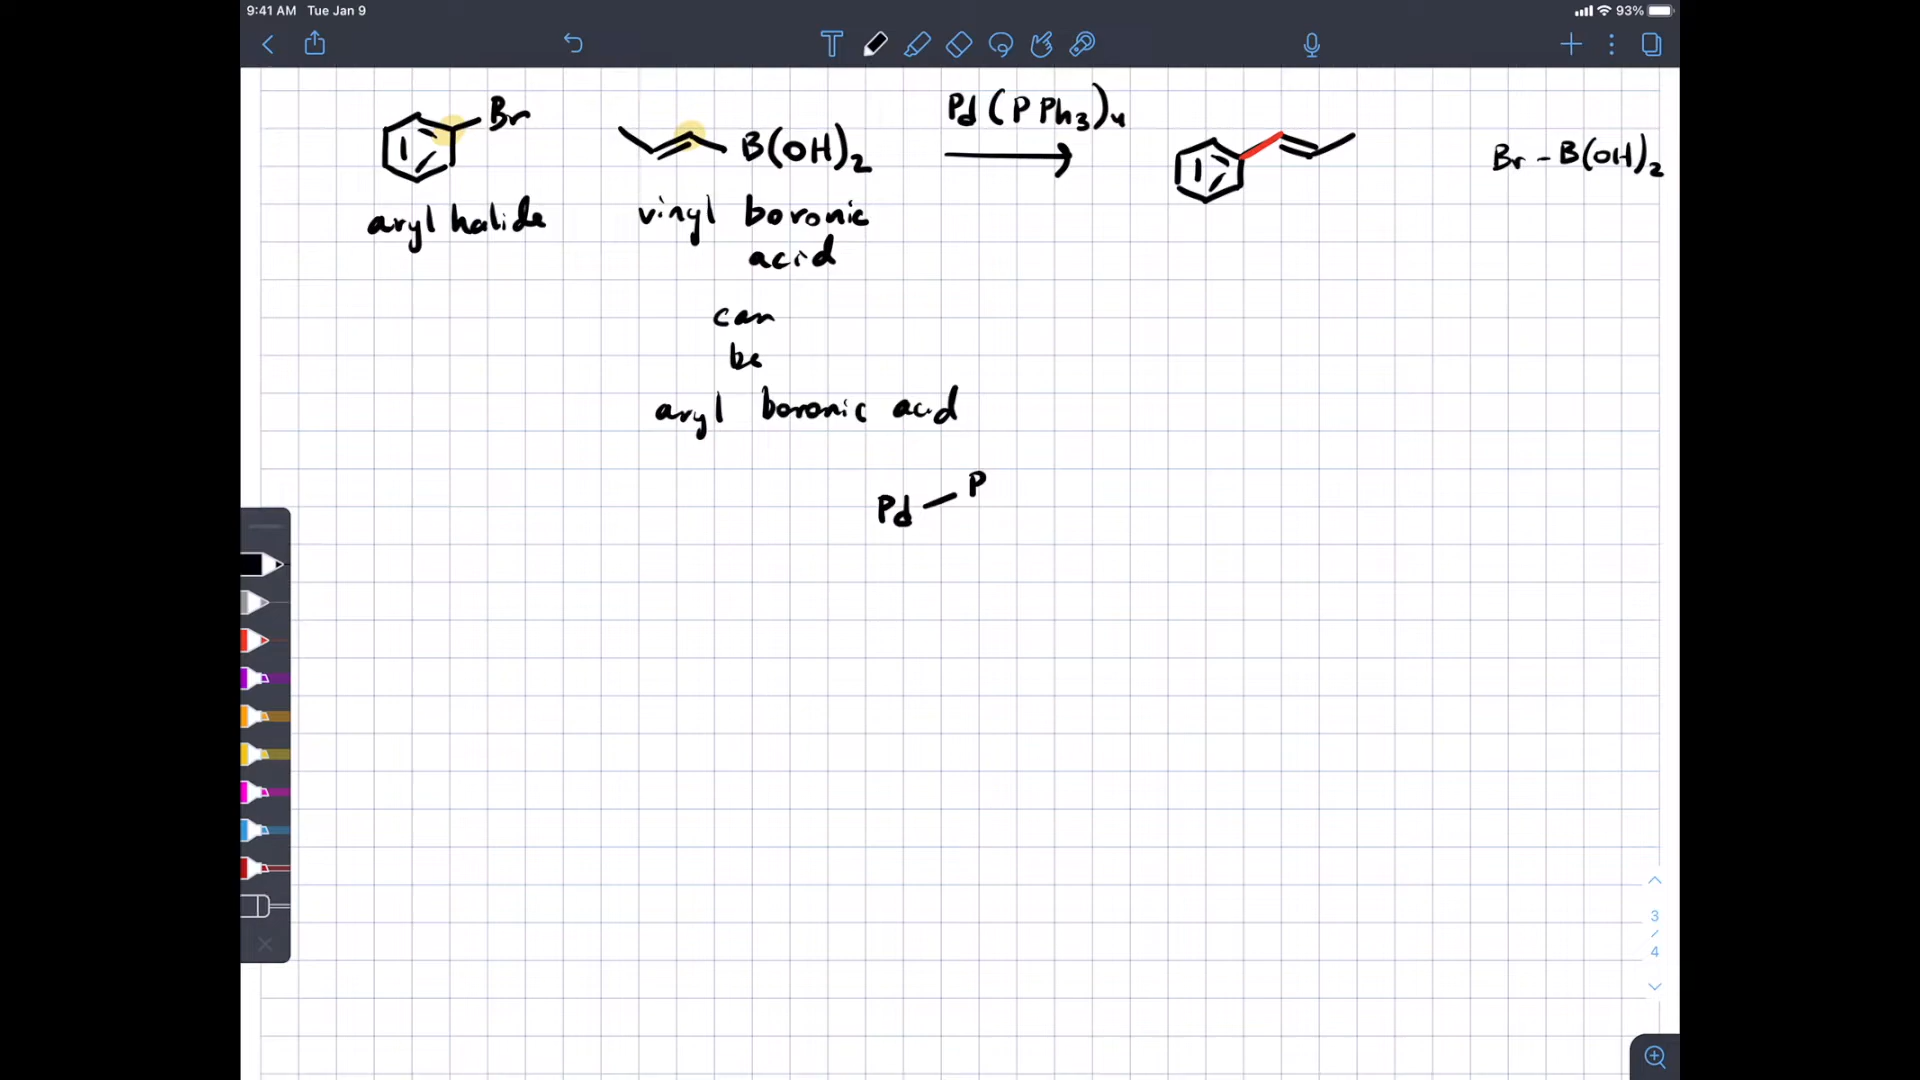 9:41 AM Tue Jan 9
93%
T
Br
B(OH)2
Pd(PPh3)4
Br - B(OH)2
aryl halide
vinyl boronic
acid
can
be
aryl boronic acid
Pd - P
3
/
4